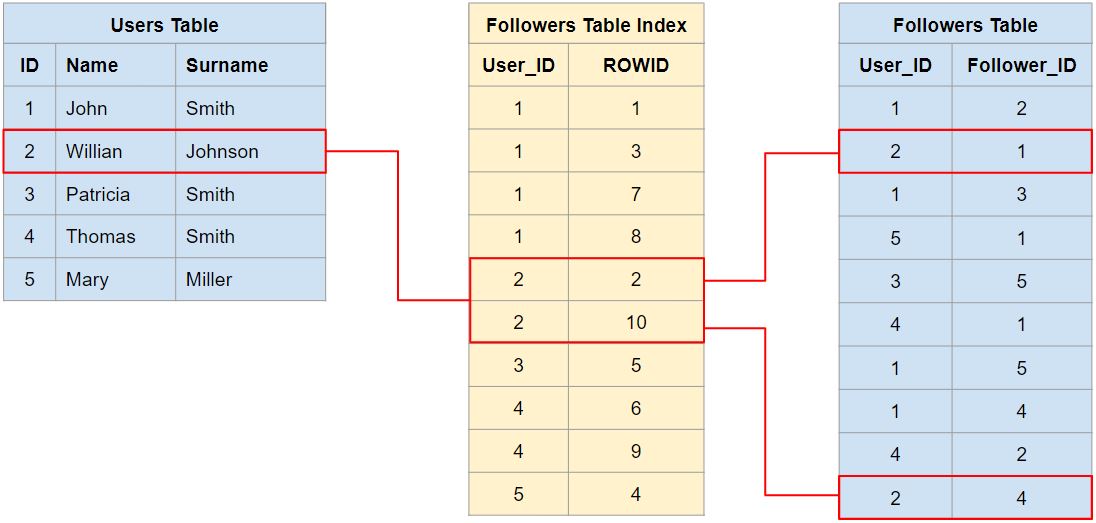 Users Table
ID Name Surname
1 John Smith
2 Willian Johnson
3 Patricia Smith
4 Thomas Smith
5 Mary Miller
Followers Table Index
User_ID ROWID
1 1
1 3
1 7
1 8
2 2
2 10
3 5
4 6
4 9
5 4
Followers Table
User_ID Follower_ID
1 2
2 1
1 3
5 1
3 5
4 1
1 5
1 4
4 2
2 4